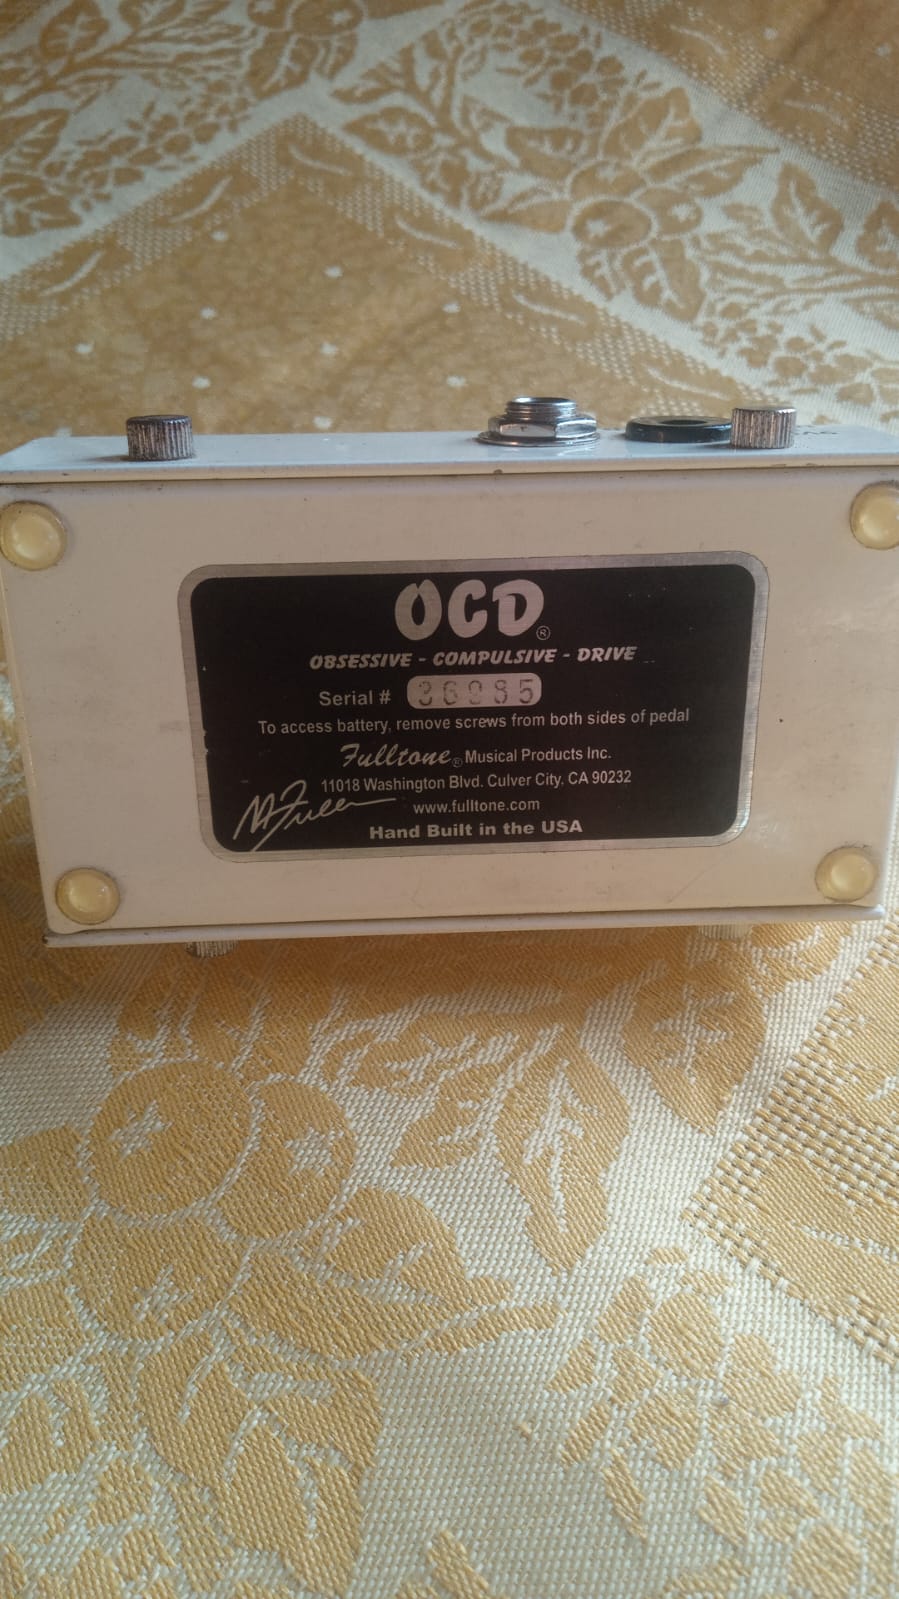 OCD®
OBSESSIVE - COMPULSIVE - DRIVE
Serial #
To access battery, remove screws from both sides of pedal
Fulltone® Musical Products Inc.
11018 Washington Blvd. Culver City, CA 90232
www.fulltone.com
Hand Built in the USA